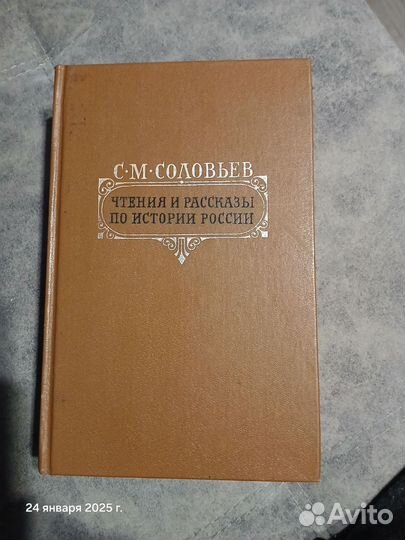 С·М·СОЛОВЬЕВ
ЧТЕНИЯ И РАССКАЗЫ
ПО ИСТОРИИ РОССИИ
24 января 2025 г.
Avito